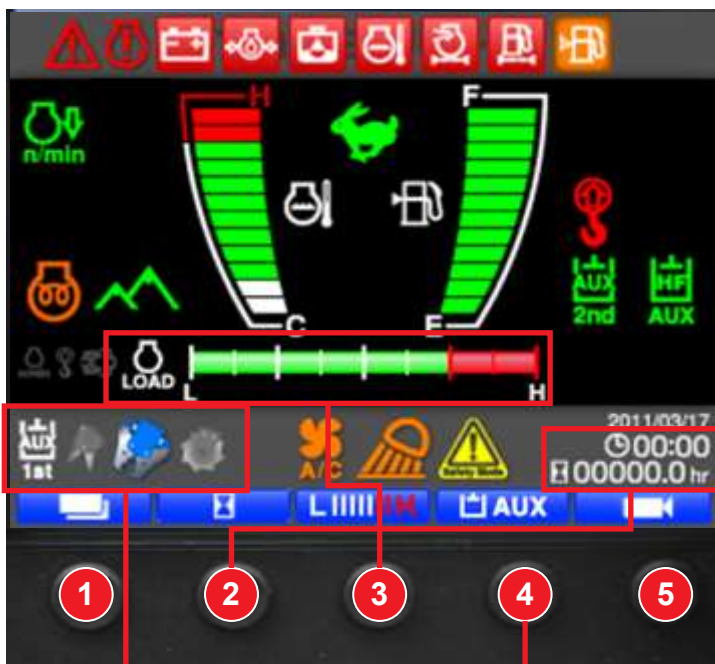 H
F
n/min
AUX
2nd
HF
AUX
C
E
LOAD
L
H
2011/03/17
AUX
1st
A/C
Safety Mode
00:00
00000.0 hr
L H
AUX
1
2
3
4
5